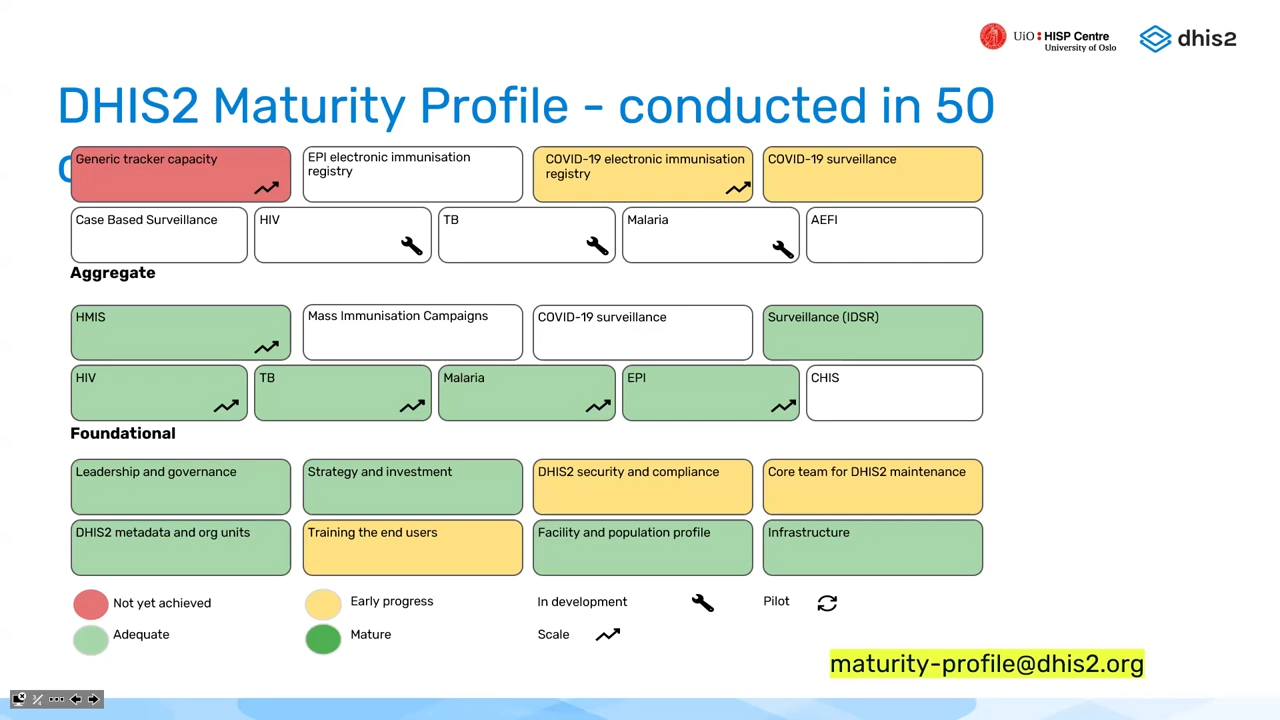 UiO HISP Centre
University of Oslo
dhis2
DHIS2 Maturity Profile - conducted in 50
Generic tracker capacity
EPI electronic immunisation
registry
COVID-19 electronic immunisation
registry
COVID-19 surveillance
Case Based Surveillance
HIV
TB
Malaria
AEFI
Aggregate
HMIS
Mass Immunisation Campaigns
COVID-19 surveillance
Surveillance (IDSR)
HIV
TB
Malaria
EPI
CHIS
Foundational
Leadership and governance
Strategy and investment
DHIS2 security and compliance
Core team for DHIS2 maintenance
DHIS2 metadata and org units
Training the end users
Facility and population profile
Infrastructure
Not yet achieved
Early progress
In development
Pilot
Adequate
Mature
Scale
maturity-profile@dhis2.org